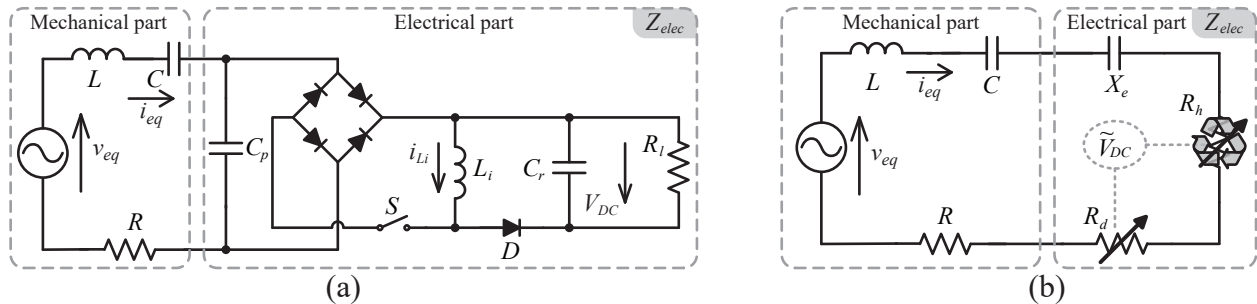 Mechanical part
Electrical part
Z_elec
L
C
i_eq
v_eq
R
C_p
i_Li
L_i
C_r
V_DC
R_l
S
D
(a)
Mechanical part
Electrical part
Z_elec
L
i_eq
C
X_e
R_h
v_eq
Ṽ_DC
R
R_d
(b)